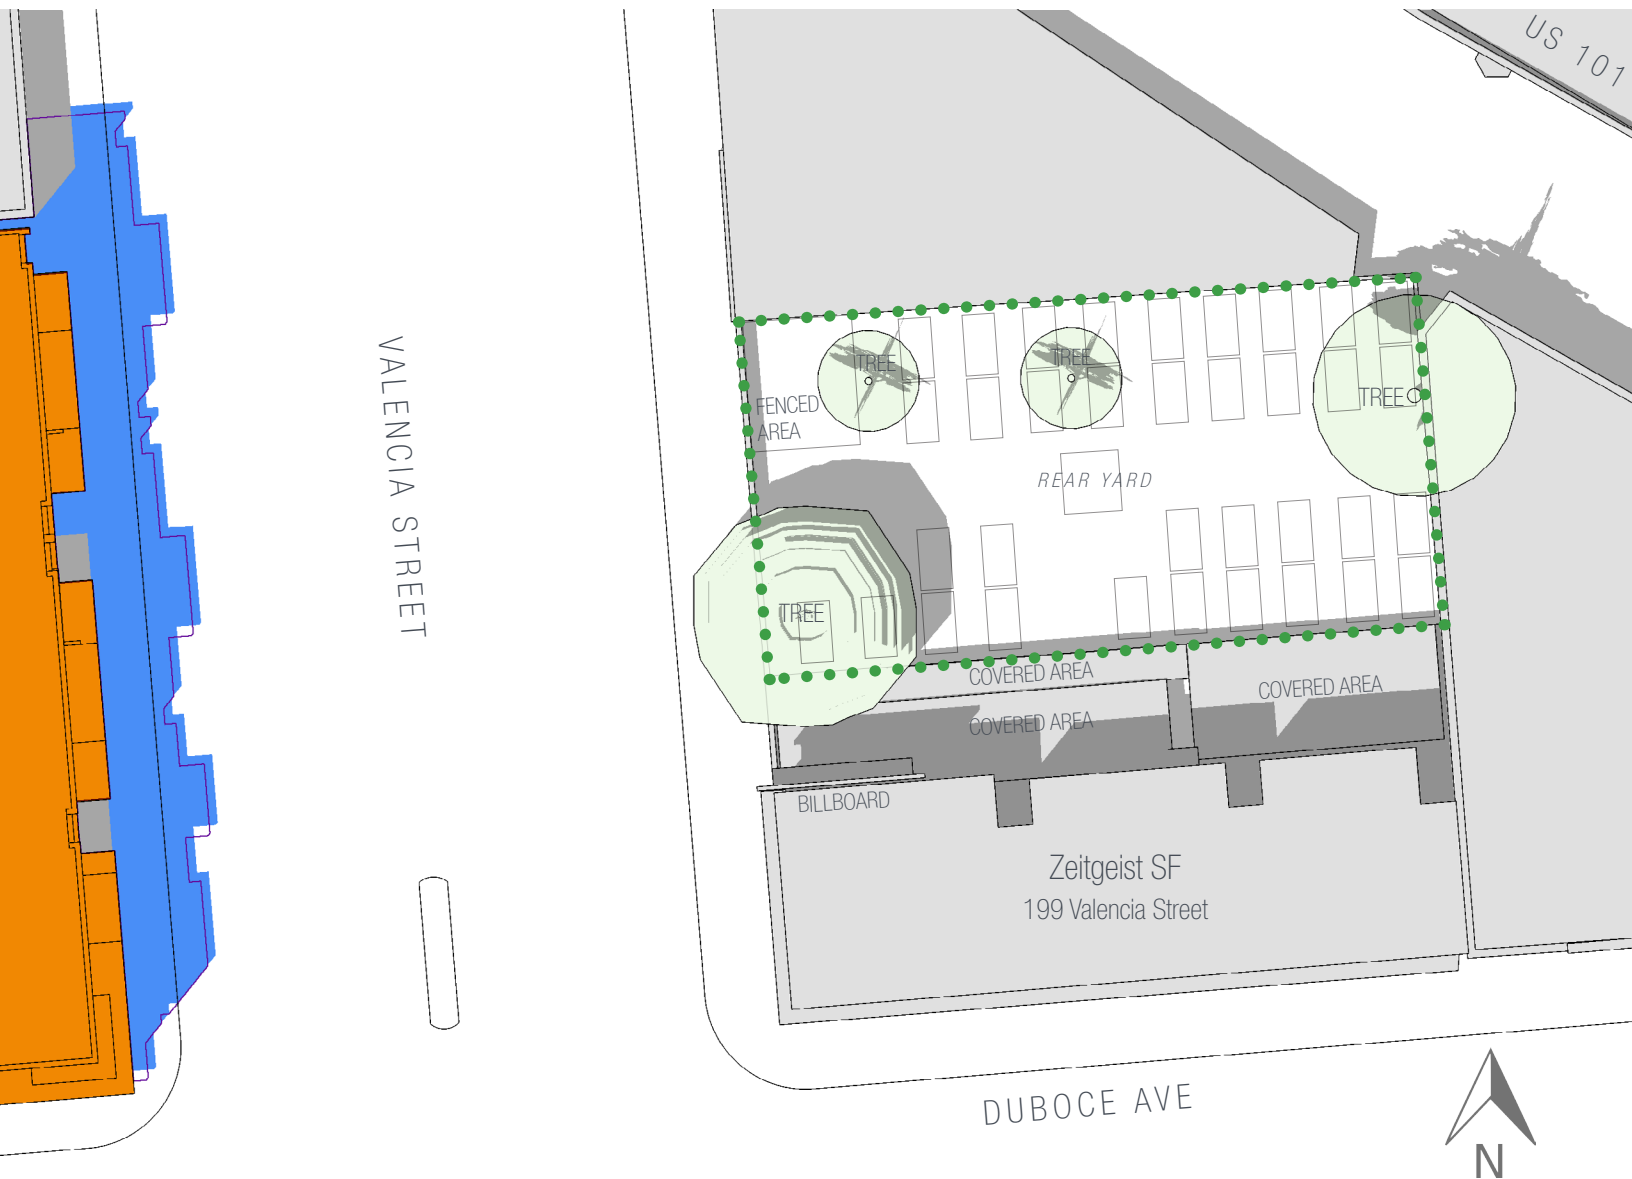 US 101
VALENCIA STREET
TREE
TREE
TREE
FENCED
AREA
REAR YARD
TREE
COVERED AREA
COVERED AREA
COVERED AREA
BILLBOARD
Zeitgeist SF
199 Valencia Street
DUBOCE AVE
N